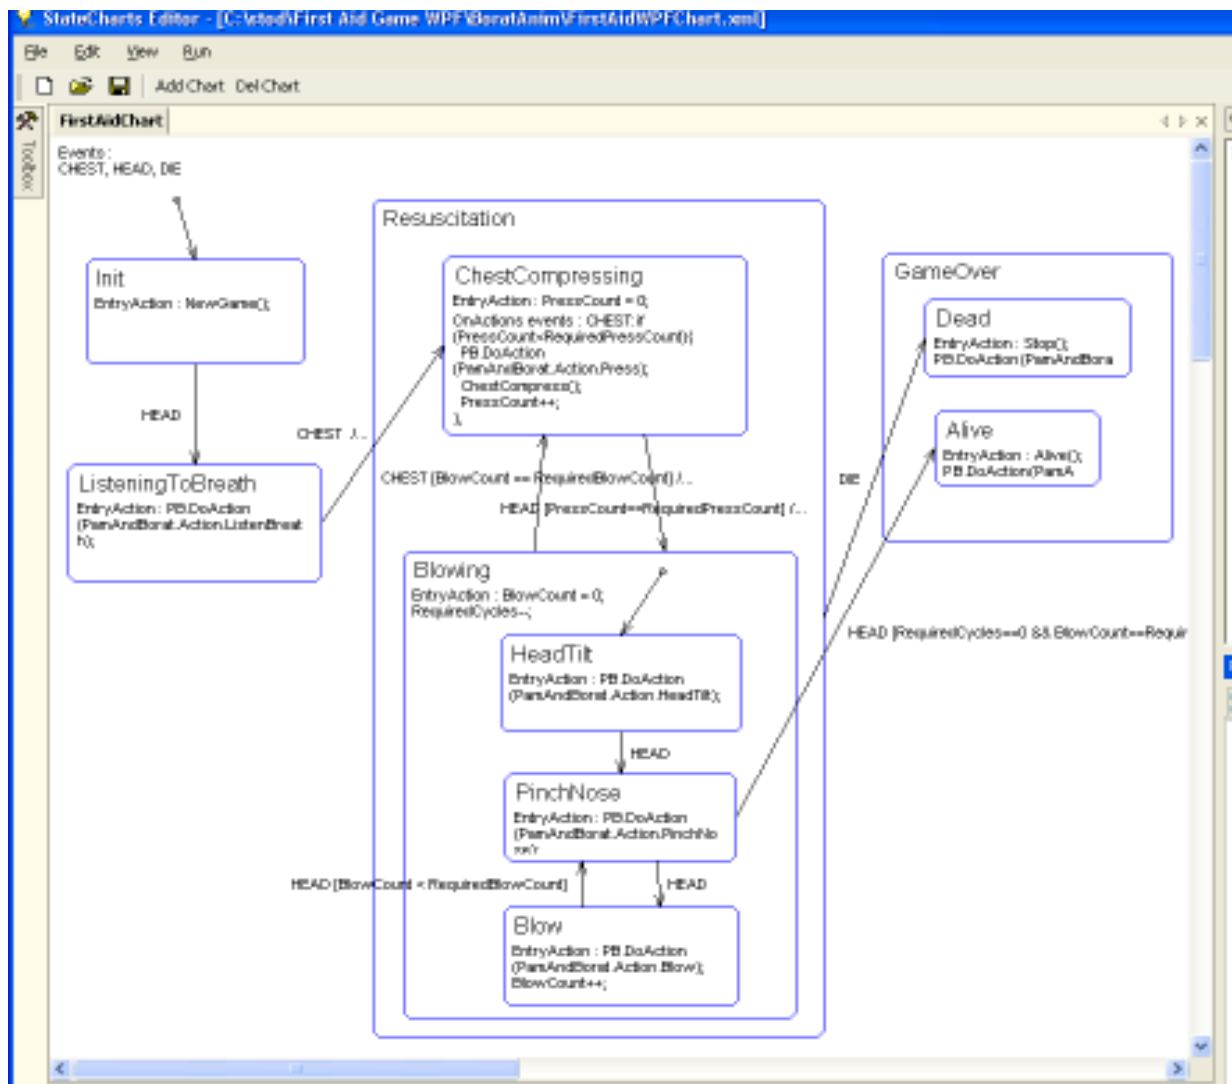 StateCharts Editor - [C:\stod\First Aid Game WPF\BoratAnim\FirstAidWPFChart.xml]
File Edit View Run
Add Chart Del Chart
Toolbox
FirstAidChart
Events :
CHEST, HEAD, DIE
Init
EntryAction : NewGame();
HEAD
ListeningToBreath
EntryAction : PB.DoAction
(PamAndBorat.Action.ListenBreat
h);
CHEST /...
Resuscitation
ChestCompressing
EntryAction : PressCount = 0;
OnActions events : CHEST: if
(PressCount<RequiredPressCount){
PB.DoAction
(PamAndBorat.Action.Press);
ChestCompress();
PressCount++;
},
CHEST [BlowCount == RequiredBlowCount] /...
HEAD [PressCount==RequiredPressCount] /...
Blowing
EntryAction : BlowCount = 0;
RequiredCycles--;
HeadTilt
EntryAction : PB.DoAction
(PamAndBorat.Action.HeadTilt);
HEAD
PinchNose
EntryAction : PB.DoAction
(PamAndBorat.Action.PinchNo
HEAD [BlowCount < RequiredBlowCount]
HEAD
Blow
EntryAction : PB.DoAction
(PamAndBorat.Action.Blow);
BlowCount++;
GameOver
Dead
EntryAction : Stop();
PB.DoAction(PamAndBora
Alive
EntryAction : Alive();
PB.DoAction(PamA
DIE
HEAD [RequiredCycles==0 && BlowCount==Requir